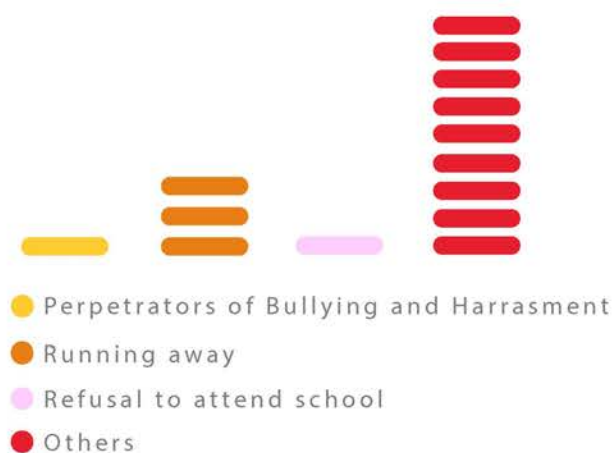 Perpetrators of Bullying and Harrasment
Running away
Refusal to attend school
Others